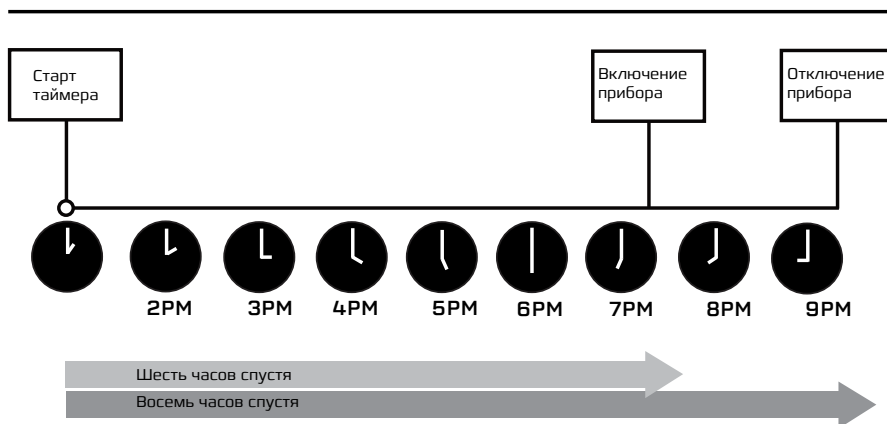 Старт
таймера
Включение
прибора
Отключение
прибора
2PM 3PM 4PM 5PM 6PM 7PM 8PM 9PM
Шесть часов спустя
Восемь часов спустя